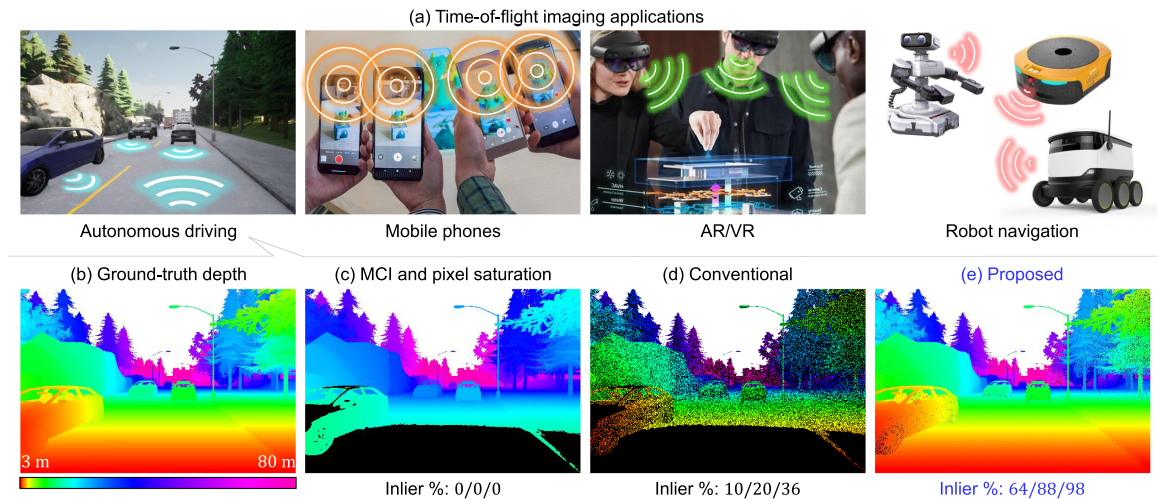 (a) Time-of-flight imaging applications
Autonomous driving
Mobile phones
AR/VR
Robot navigation
(b) Ground-truth depth
(c) MCI and pixel saturation
(d) Conventional
(e) Proposed
3 m
80 m
Inlier %: 0/0/0
Inlier %: 10/20/36
Inlier %: 64/88/98